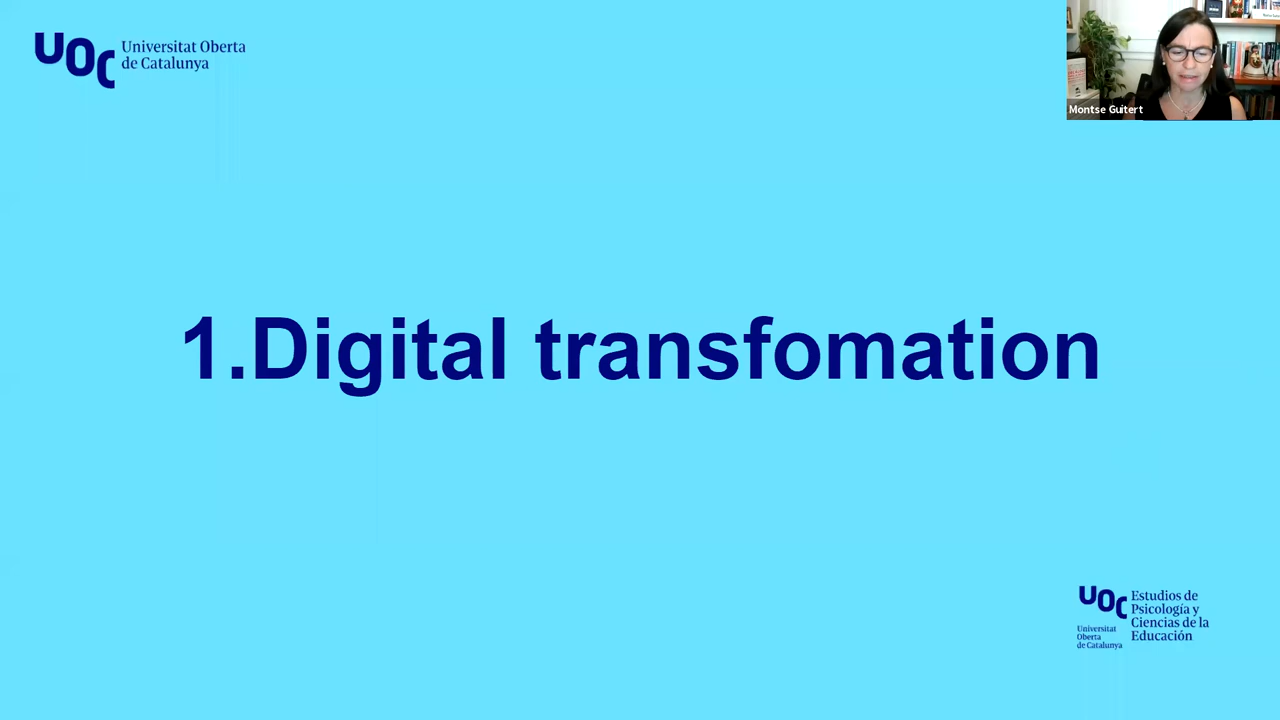 UOC Universitat Oberta
de Catalunya
Montse Guitert
1.Digital transfomation
UOC
Universitat
Oberta
de Catalunya
Estudios de
Psicología y
Ciencias de la
Educación